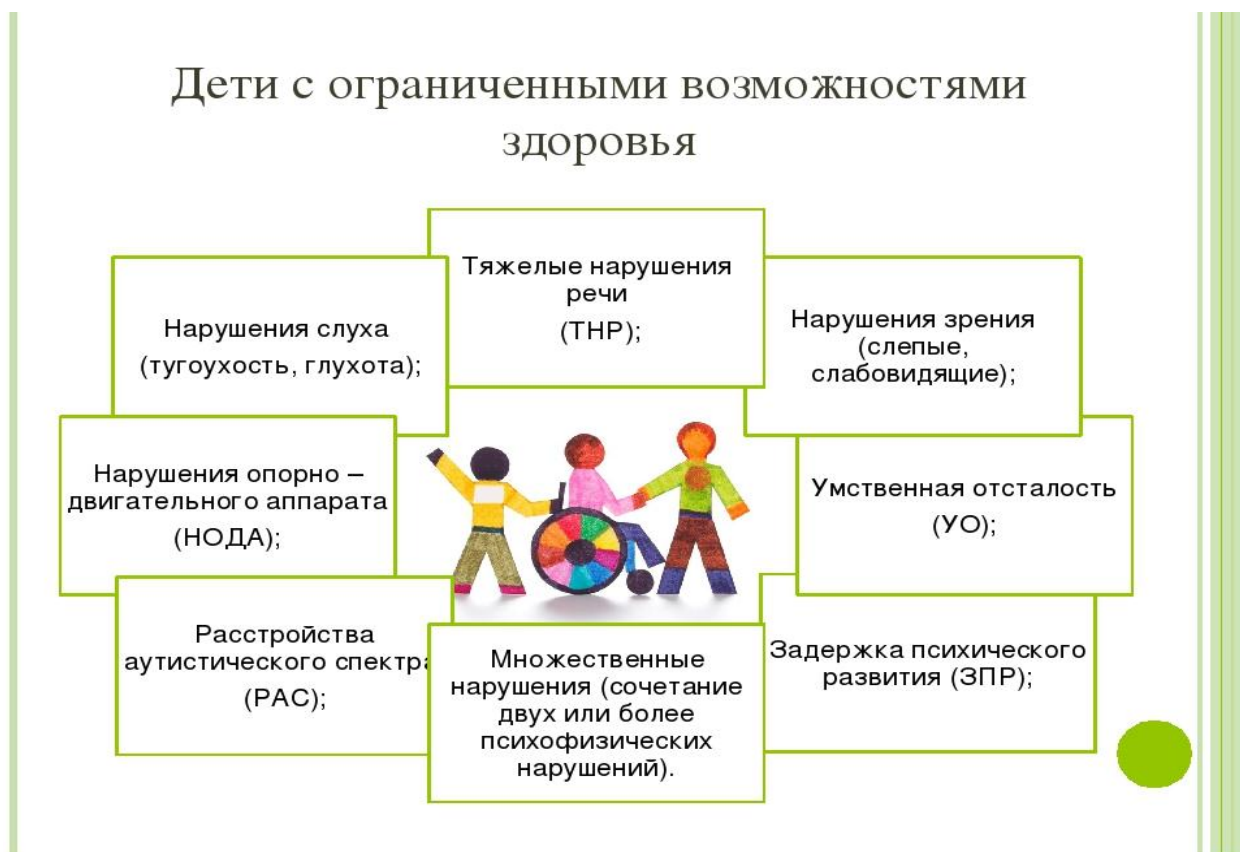 Дети с ограниченными возможностями
здоровья
Тяжелые нарушения
речи
(ТНР);
Нарушения слуха
(тугоухость, глухота);
Нарушения зрения
(слепые,
слабовидящие);
Нарушения опорно –
двигательного аппарата
(НОДА);
Умственная отсталость
(УО);
Расстройства
аутистического спектра
(РАС);
Множественные
нарушения (сочетание
двух или более
психофизических
нарушений).
Задержка психического
развития (ЗПР);